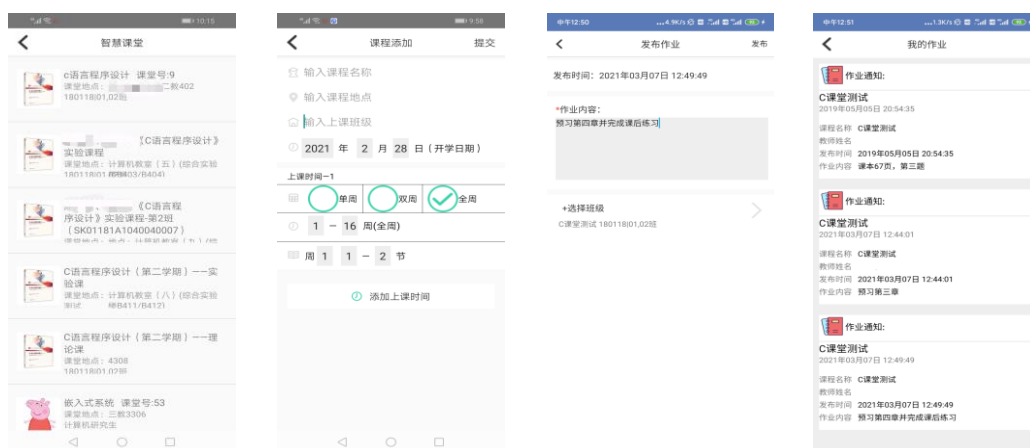 10:15
智慧课堂
c语言程序设计 课堂号:9
课堂地点: 二教402
180118|01,02班
《C语言程序设计》
实验课程
课堂地点：计算机教室（五）(综合实验
《C语言程
序设计》实验课程-第2班
（SK01181A1040040007）
C语言程序设计（第二学期）——实
验课
课堂地点：计算机教室（八）(综合实验
楼B411/B412)
C语言程序设计（第二学期）——理
论课
课堂地点：4308
180118|01,02班
嵌入式系统 课堂号:53
课堂地点：三教3306
计算机研究生
9:58
课程添加 提交
输入课程名称
输入课程地点
输入上课班级
2021 年 2 月 28 日（开学日期）
上课时间—1
单周 双周 全周
1 — 16 周(全周)
周 1 1 — 2 节
添加上课时间
中午12:50
发布作业 发布
发布时间：2021年03月07日 12:49:49
*作业内容:
预习第四章并完成课后练习
+选择班级
C课堂测试 180118|01,02班
中午12:51
我的作业
作业通知:
C课堂测试
2019年05月05日 20:54:35
课程名称 C课堂测试
教师姓名
发布时间 2019年05月05日 20:54:35
作业内容 课本67页，第三题
作业通知:
C课堂测试
2021年03月07日 12:44:01
课程名称 C课堂测试
教师姓名
发布时间 2021年03月07日 12:44:01
作业内容 预习第三章
作业通知:
C课堂测试
2021年03月07日 12:49:49
课程名称 C课堂测试
教师姓名
发布时间 2021年03月07日 12:49:49
作业内容 预习第四章并完成课后练习